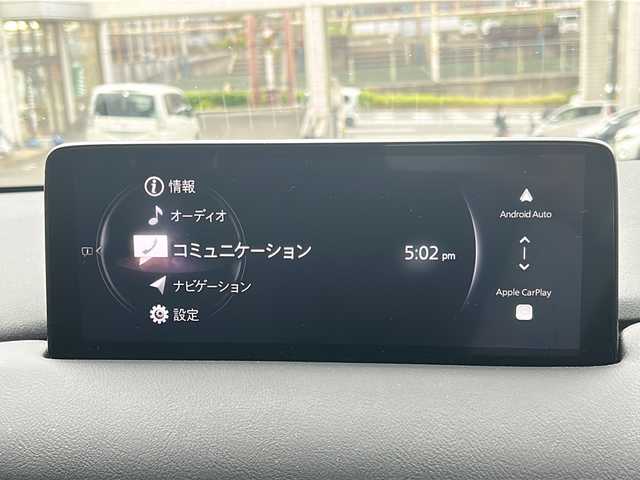 情報
オーディオ
コミュニケーション
ナビゲーション
設定
5:02 pm
Android Auto
Apple CarPlay